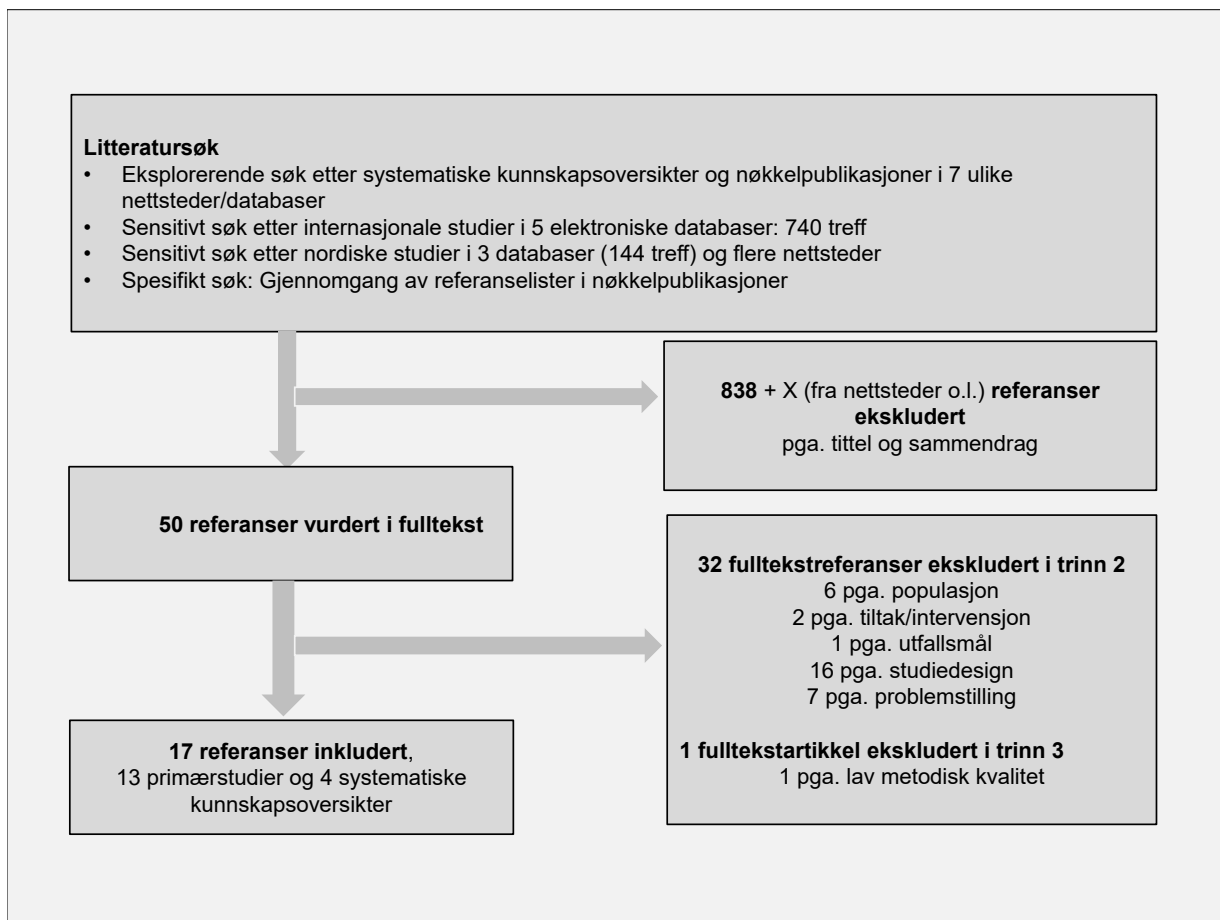 Litteratursøk
• Eksplorerende søk etter systematiske kunnskapsoversikter og nøkkelpublikasjoner i 7 ulike
nettsteder/databaser
• Sensitivt søk etter internasjonale studier i 5 elektroniske databaser: 740 treff
• Sensitivt søk etter nordiske studier i 3 databaser (144 treff) og flere nettsteder
• Spesifikt søk: Gjennomgang av referanselister i nøkkelpublikasjoner
838 + X (fra nettsteder o.l.) referanser
ekskludert
pga. tittel og sammendrag
50 referanser vurdert i fulltekst
32 fulltekstreferanser ekskludert i trinn 2
6 pga. populasjon
2 pga. tiltak/intervensjon
1 pga. utfallsmål
16 pga. studiedesign
7 pga. problemstilling
1 fulltekstartikkel ekskludert i trinn 3
1 pga. lav metodisk kvalitet
17 referanser inkludert,
13 primærstudier og 4 systematiske
kunnskapsoversikter